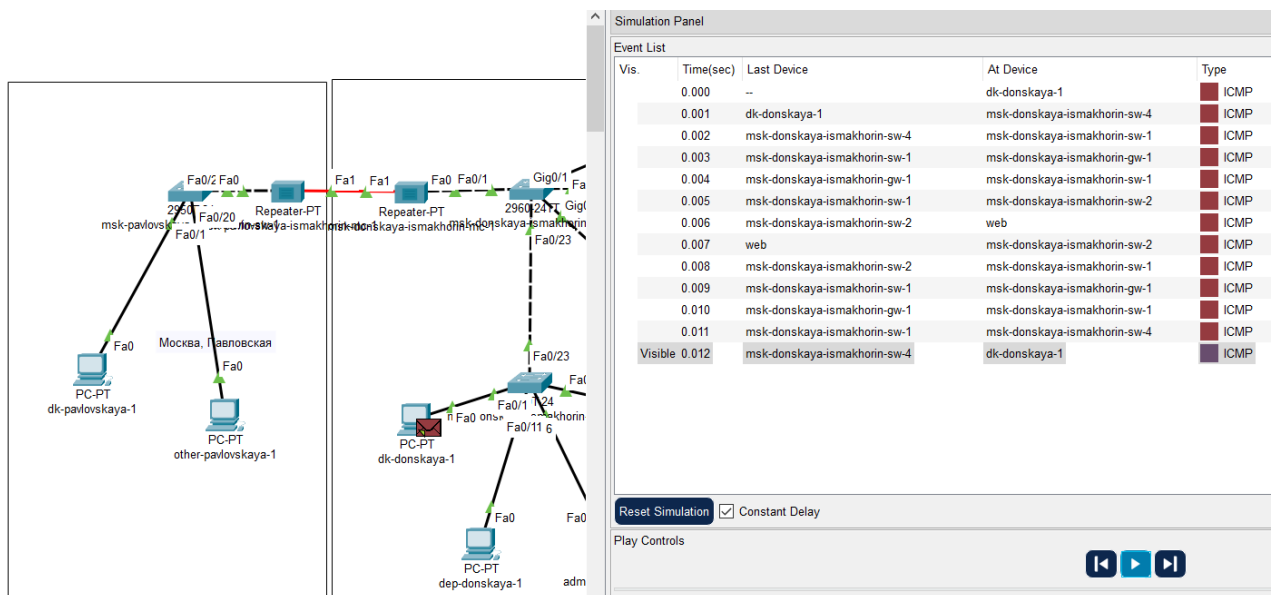 Simulation Panel
Event List
Vis. Time(sec) Last Device At Device Type
0.000 -- dk-donskaya-1 ICMP
0.001 dk-donskaya-1 msk-donskaya-ismakhorin-sw-4 ICMP
0.002 msk-donskaya-ismakhorin-sw-4 msk-donskaya-ismakhorin-sw-1 ICMP
0.003 msk-donskaya-ismakhorin-sw-1 msk-donskaya-ismakhorin-gw-1 ICMP
0.004 msk-donskaya-ismakhorin-gw-1 msk-donskaya-ismakhorin-sw-1 ICMP
0.005 msk-donskaya-ismakhorin-sw-1 msk-donskaya-ismakhorin-sw-2 ICMP
0.006 msk-donskaya-ismakhorin-sw-2 web ICMP
0.007 web msk-donskaya-ismakhorin-sw-2 ICMP
0.008 msk-donskaya-ismakhorin-sw-2 msk-donskaya-ismakhorin-sw-1 ICMP
0.009 msk-donskaya-ismakhorin-sw-1 msk-donskaya-ismakhorin-gw-1 ICMP
0.010 msk-donskaya-ismakhorin-gw-1 msk-donskaya-ismakhorin-sw-1 ICMP
0.011 msk-donskaya-ismakhorin-sw-1 msk-donskaya-ismakhorin-sw-4 ICMP
Visible 0.012 msk-donskaya-ismakhorin-sw-4 dk-donskaya-1 ICMP
Reset Simulation Constant Delay
Play Controls
Fa0/2 Fa0 Fa1 Fa1 Fa0 Fa0/1 Gig0/1
Repeater-PT Repeater-PT
Fa0/20
Fa0/1
Fa0/23
Москва, Павловская
Fa0
PC-PT
dk-pavlovskaya-1
Fa0
PC-PT
other-pavlovskaya-1
Fa0/23
Fa0/1
Fa0
Fa0/11
PC-PT
dk-donskaya-1
Fa0
PC-PT
dep-donskaya-1
Fa0
adm